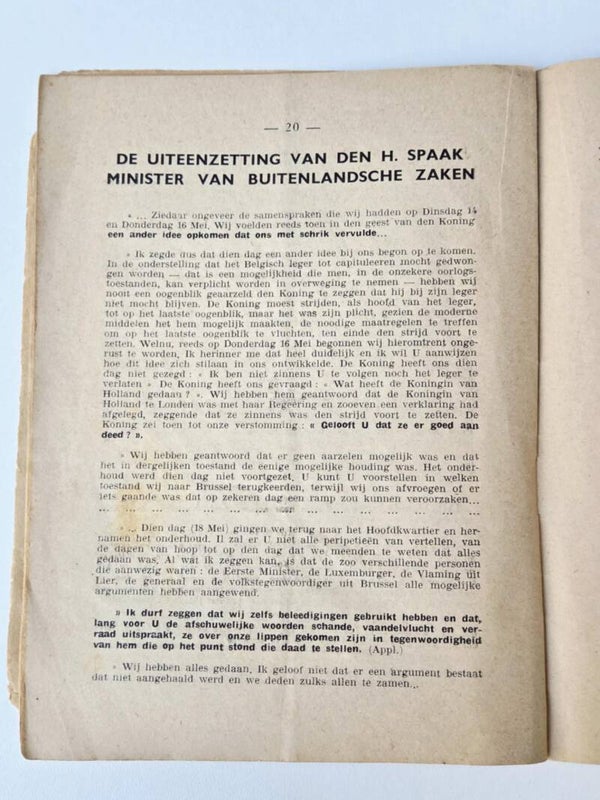 — 20 —
DE UITEENZETTING VAN DEN H. SPAAK
MINISTER VAN BUITENLANDSCHE ZAKEN
« ... Ziedaar ongeveer de samenspraken die wij hadden op Dinsdag 14
en Donderdag 16 Mei. Wij voelden reeds toen in den geest van den Koning
een ander idee opkomen dat ons met schrik vervulde...
» Ik zegde dus dat dien dag een ander idee bij ons begon op te komen.
In de onderstelling dat het Belgisch leger tot capituleeren mocht gedwon-
gen worden — dat is een mogelijkheid die men, in de onzekere oorlogs-
toestanden, kan verplicht worden in overweging te nemen — hebben wij
nooit een oogenblik geaarzeld den Koning te zeggen dat hij bij zijn leger
niet mocht blijven. De Koning moest strijden, als hoofd van het leger,
tot op het laatste oogenblik, maar het was zijn plicht, gezien de moderne
middelen het hem mogelijk maakten, de noodige maatregelen te treffen
om op het laatste oogenblik te vluchten, ten einde den strijd voort te
zetten. Welnu, reeds op Donderdag 16 Mei begonnen wij hieromtrent onge-
rust te worden. Ik herinner me dat heel duidelijk en ik wil U aanwijzen
hoe dit idee zich stilaan in ons ontwikkelde. De Koning heeft ons dien
dag niet gezegd : « Ik ben niet zinnens U te volgen noch het leger te
verlaten » De Koning heeft ons gevraagd : « Wat heeft de Koningin van
Holland gedaan ? ». Wij hebben hem geantwoord dat de Koningin van
Holland te Londen was met haar Regeering en zooeven een verklaring had
afgelegd, zeggende dat ze zinnens was den strijd voort te zetten. De
Koning zei toen tot onze verstomming : « Gelooft U dat ze er goed aan
deed ? ».
» Wij hebben geantwoord dat er geen aarzelen mogelijk was en dat
het in dergelijken toestand de eenige mogelijke houding was. Het onder-
houd werd dien dag niet voortgezet. U kunt U voorstellen in welken
toestand wij naar Brussel terugkeerden, terwijl wij ons afvroegen of er
iets gaande was dat op zekeren dag een ramp zou kunnen veroorzaken...
... ... ... ... ... ... ... ... ... ... ... ... ...
» ... Dien dag (18 Mei) gingen we terug naar het Hoofdkwartier en her-
namen het onderhoud. Il zal er U niet alle peripetieën van vertellen, van
de dagen van hoop tot op den dag dat we meenden te weten dat alles
gedaan was. Al wat ik zeggen kan, is dat de zoo verschillende personen
die aanwezig waren : de Eerste Minister, de Luxemburger, de Vlaming uit
Lier, de generaal en de volkstegenwoordiger uit Brussel alle mogelijke
argumenten hebben aangewend.
» Ik durf zeggen dat wij zelfs beleedigingen gebruikt hebben en dat,
lang voor U de afschuwelijke woorden schande, vaandelvlucht en ver-
raad uitspraakt, ze over onze lippen gekomen zijn in tegenwoordigheid
van hem die op het punt stond die daad te stellen. (Appl.)
» Wij hebben alles gedaan. Ik geloof niet dat er een argument bestaat
dat niet aangehaald werd en we deden zulks allen te zamen...